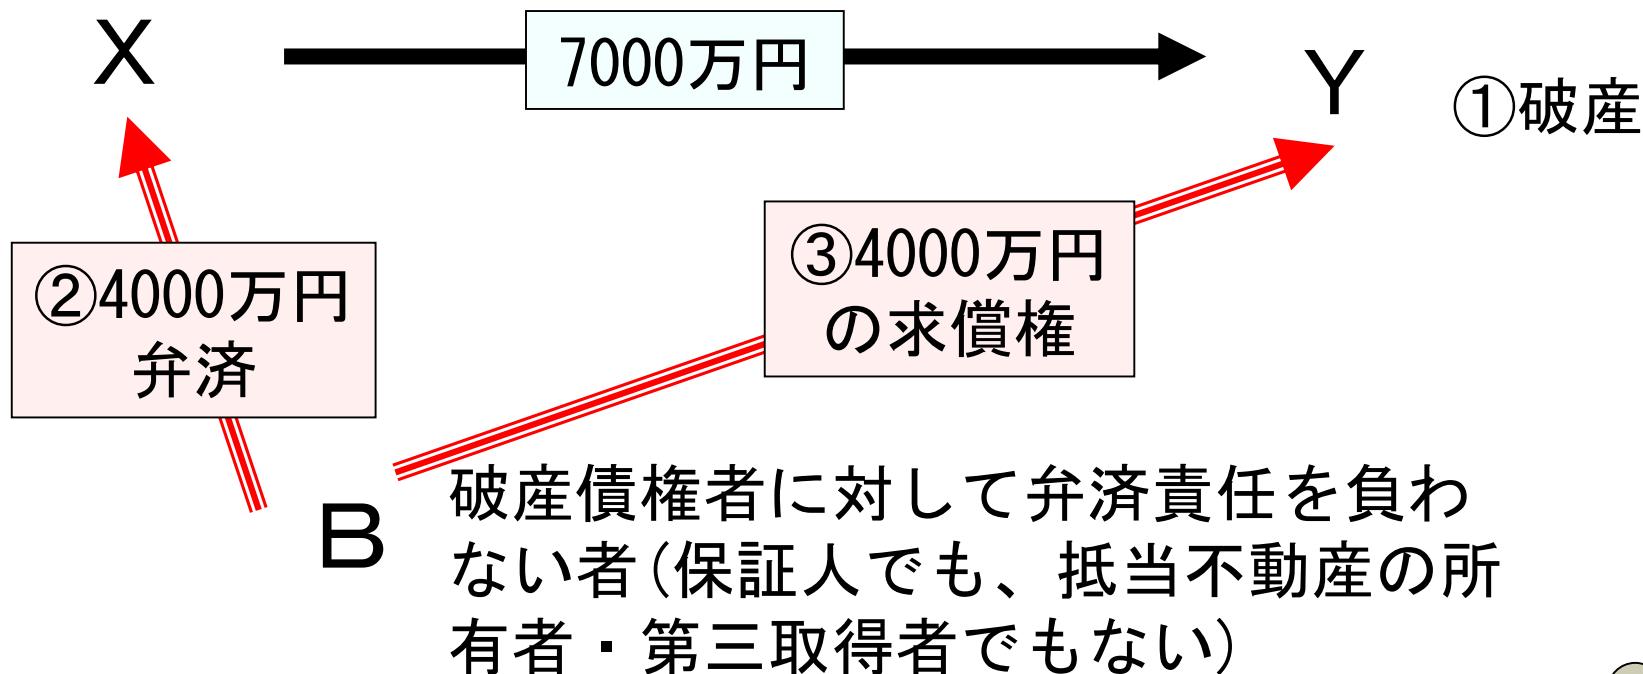 X
7000万円
Y
①破産
②4000万円
弁済
③4000万円
の求償権
B
破産債権者に対して弁済責任を負わ
ない者(保証人でも、抵当不動産の所
有者・第三取得者でもない)